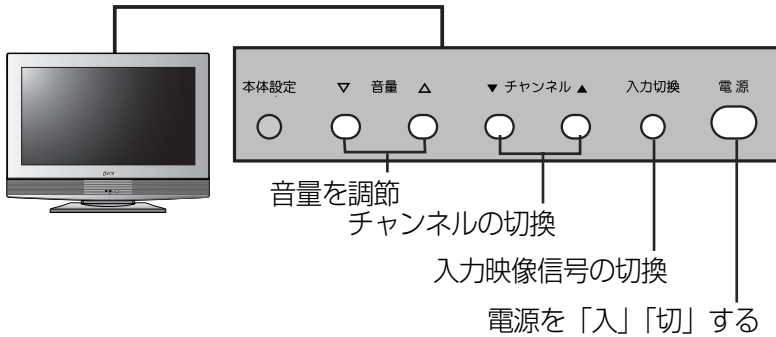 本体設定 ▽ 音量 △ ▼ チャンネル ▲ 入力切換 電源
音量を調節
チャンネルの切換
入力映像信号の切換
電源を「入」「切」する